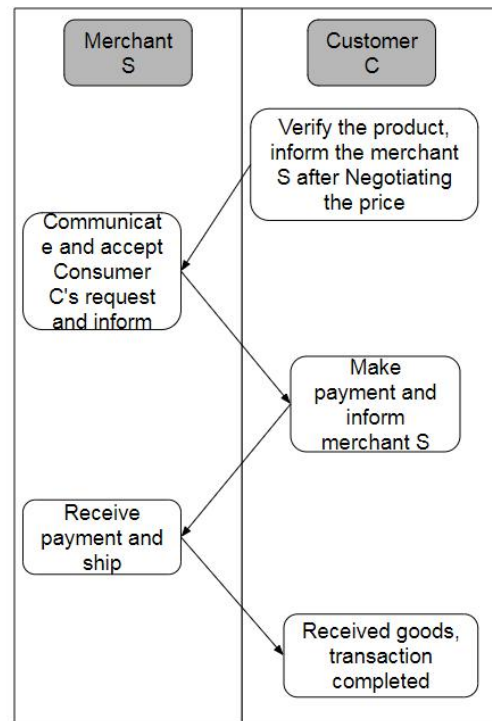 Merchant
S
Customer
C
Verify the product,
inform the merchant
S after Negotiating
the price
Communicat
e and accept
Consumer
C's request
and inform
Make
payment and
inform
merchant S
Receive
payment and
ship
Received goods,
transaction
completed